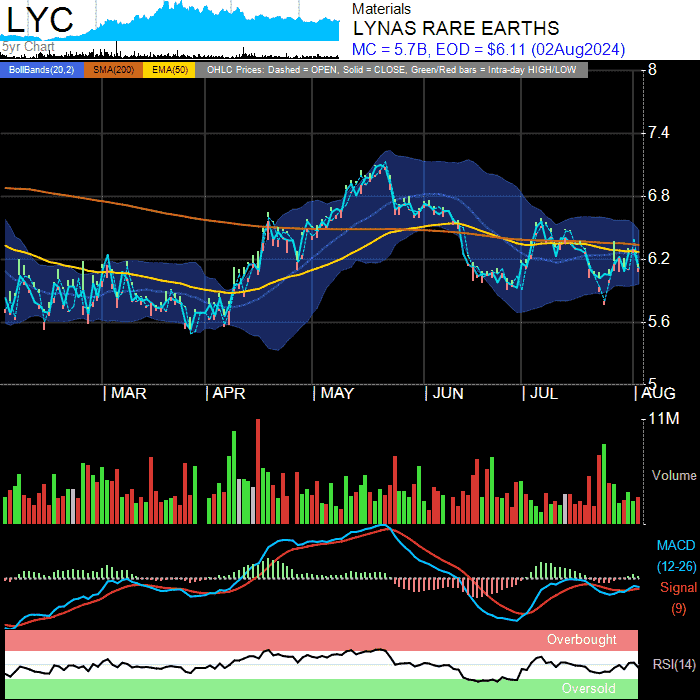 LYC
5yr Chart
Materials
LYNAS RARE EARTHS
MC = 5.7B, EOD = $6.11 (02Aug2024)
BollBands(20,2) SMA(200) EMA(50) OHLC Prices: Dashed = OPEN, Solid = CLOSE, Green/Red bars = Intra-day HIGH/LOW
8
7.4
6.8
6.2
5.6
5
MAR APR MAY JUN JUL AUG
11M
Volume
MACD
(12-26)
Signal
(9)
Overbought
RSI(14)
Oversold